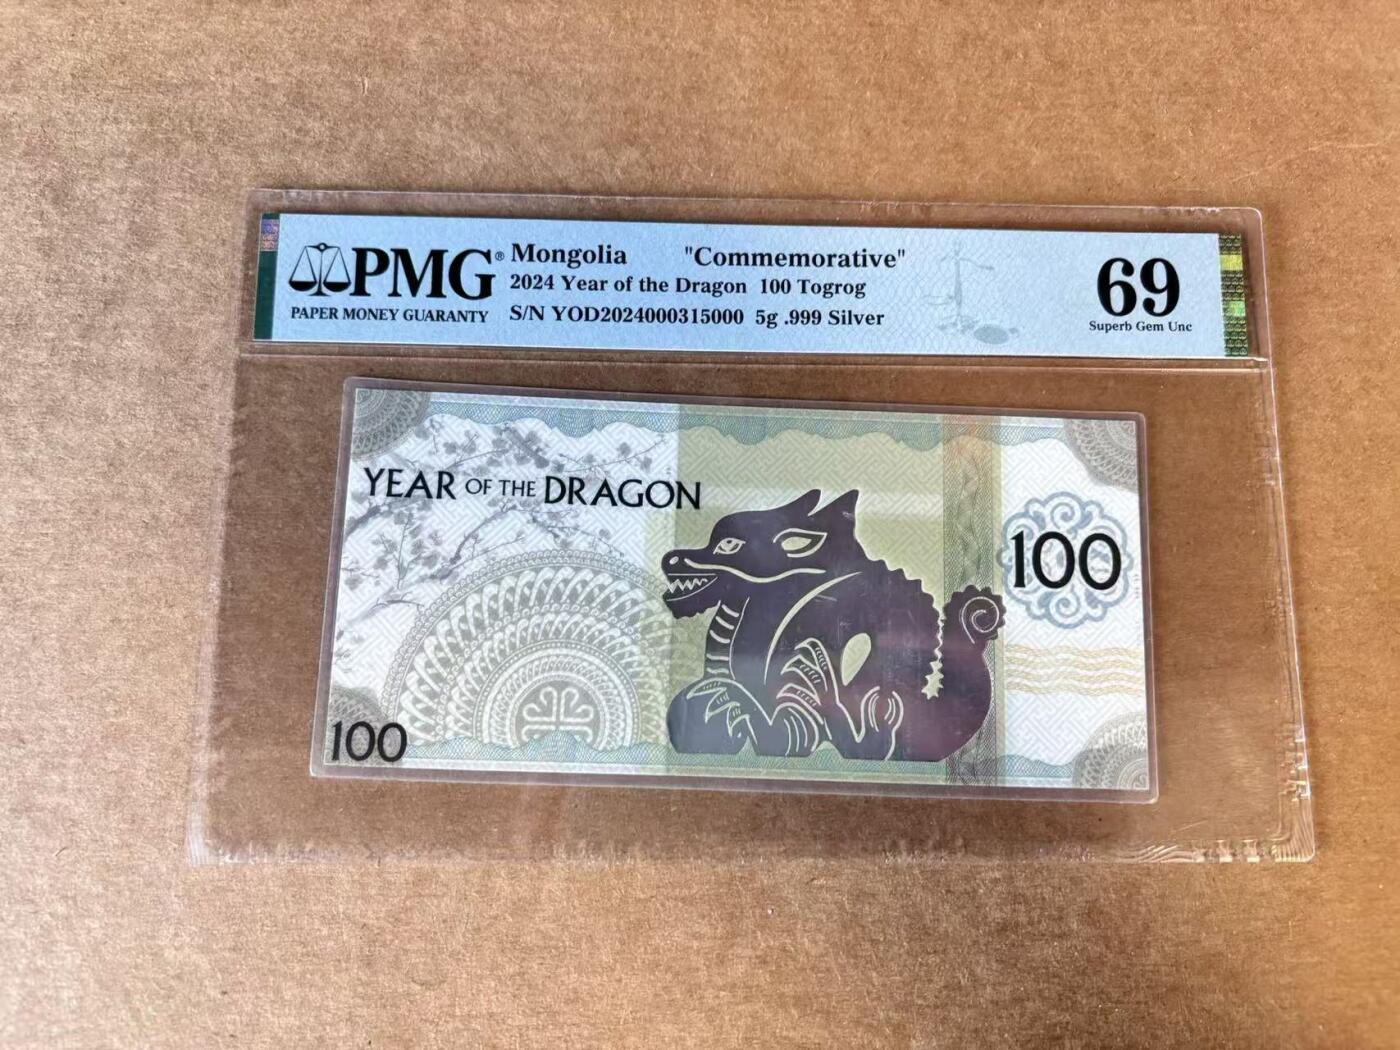 PMG®
PAPER MONEY GUARANTY
Mongolia "Commemorative"
2024 Year of the Dragon 100 Togrog
S/N YOD2024000315000 5g .999 Silver
69
Superb Gem Unc
YEAR OF THE DRAGON
100
100